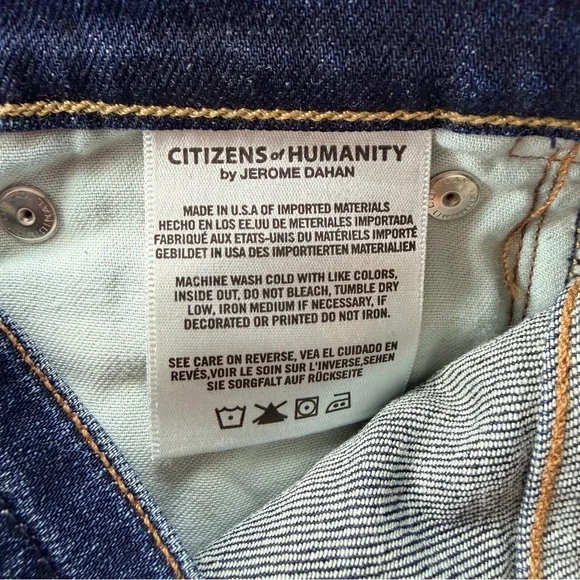 CITIZENS of HUMANITY
by JEROME DAHAN
MADE IN U.S.A OF IMPORTED MATERIALS
HECHO EN LOS EE.UU DE METERIALES IMPORTADA
FABRIQUÉ AUX ETATS-UNIS DU MATÉRIELS IMPORTÉ
GEBILDET IN USA DES IMPORTIERTEN MATERIALIEN
MACHINE WASH COLD WITH LIKE COLORS,
INSIDE OUT, DO NOT BLEACH, TUMBLE DRY
LOW, IRON MEDIUM IF NECESSARY, IF
DECORATED OR PRINTED DO NOT IRON.
SEE CARE ON REVERSE, VEA EL CUIDADO EN
REVÉS,VOIR LE SOIN SUR L'INVERSE,SEHEN
SIE SORGFALT AUF RÜCKSEITE